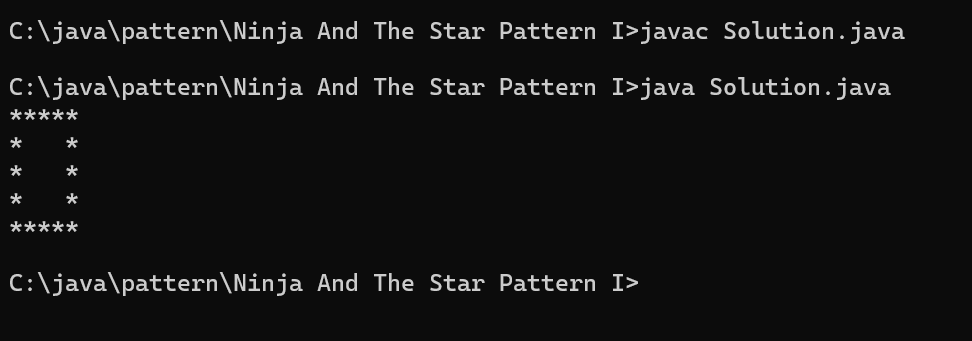 C:\java\pattern\Ninja And The Star Pattern I>javac Solution.java
C:\java\pattern\Ninja And The Star Pattern I>java Solution.java
*****
*   *
*   *
*   *
*****
C:\java\pattern\Ninja And The Star Pattern I>